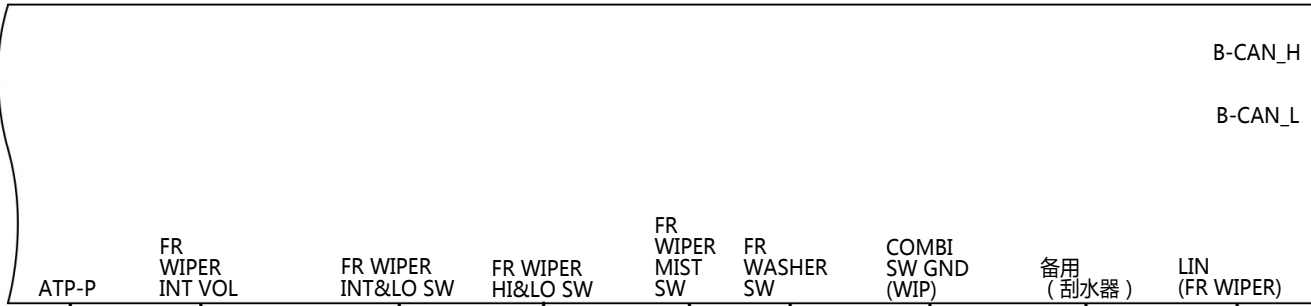 B-CAN_H
B-CAN_L
ATP-P
FR
WIPER
INT VOL
FR WIPER
INT&LO SW
FR WIPER
HI&LO SW
FR
WIPER
MIST
SW
FR
WASHER
SW
COMBI
SW GND
(WIP)
备用
（刮水器）
LIN
(FR WIPER)